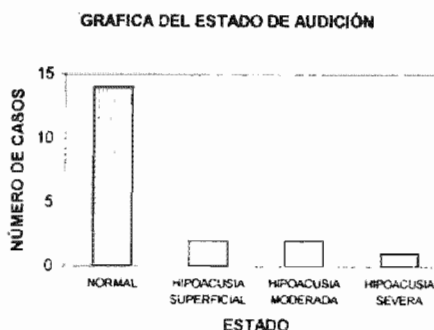 GRAFICA DEL ESTADO DE AUDICIÓN
15
10
5
0
NÚMERO DE CASOS
NORMAL
HIPOACUSIA
SUPERFICIAL
HIPOACUSIA
MODERADA
HIPOACUSIA
SEVERA
ESTADO